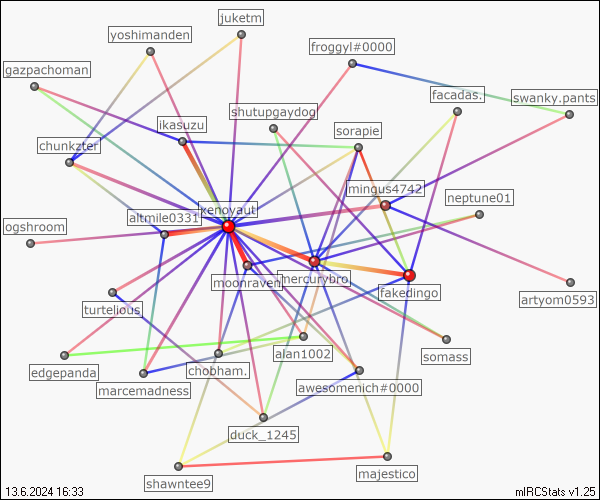 juketm
yoshimanden
froggyl#0000
gazpachoman
facadas.
swanky.pants
shutupgaydog
ikasuzu
sorapie
chunkzter
mingus4742
neptune01
xenoyaut
altmile0331
ogshroom
moonraven
mercurybro
fakedingo
artyom0593
turtelious
alan1002
somass
edgepanda
chobham.
marcemadness
awesomenich#0000
duck_1245
majestico
shawntee9
13.6.2024 16:33
mIRCStats v1.25